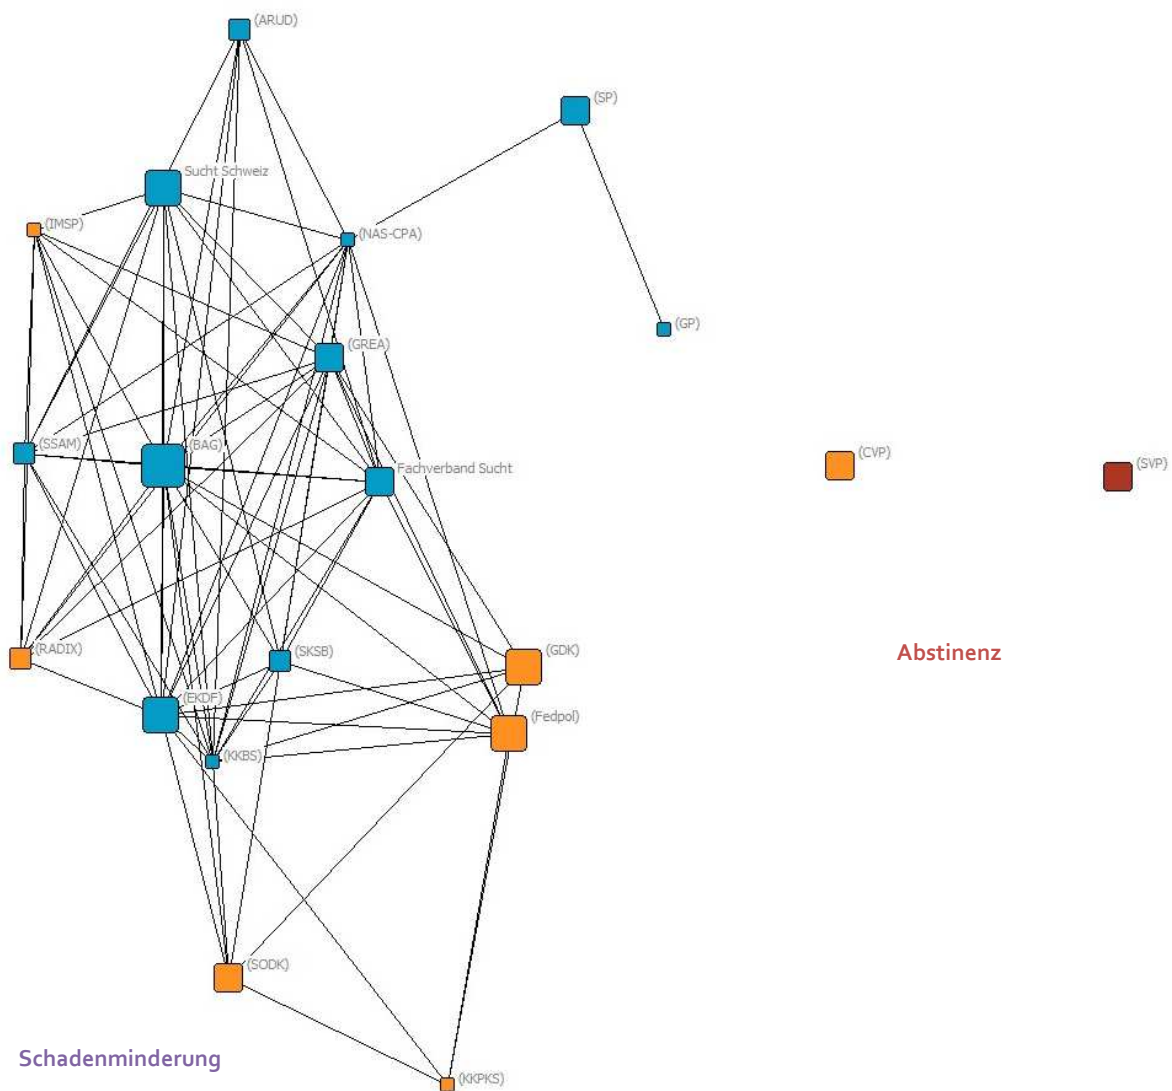 (ARUD)
(SP)
Sucht Schweiz
(IMSP)
(NAS-CPA)
(GP)
(GREA)
(SSAM)
(BAG)
Fachverband Sucht
(CVP)
(SVP)
(RADIX)
(SKSB)
(GDK)
Abstinenz
(EKDF)
(Fedpol)
(KKBS)
(SODK)
Schadenminderung
(KKPKS)